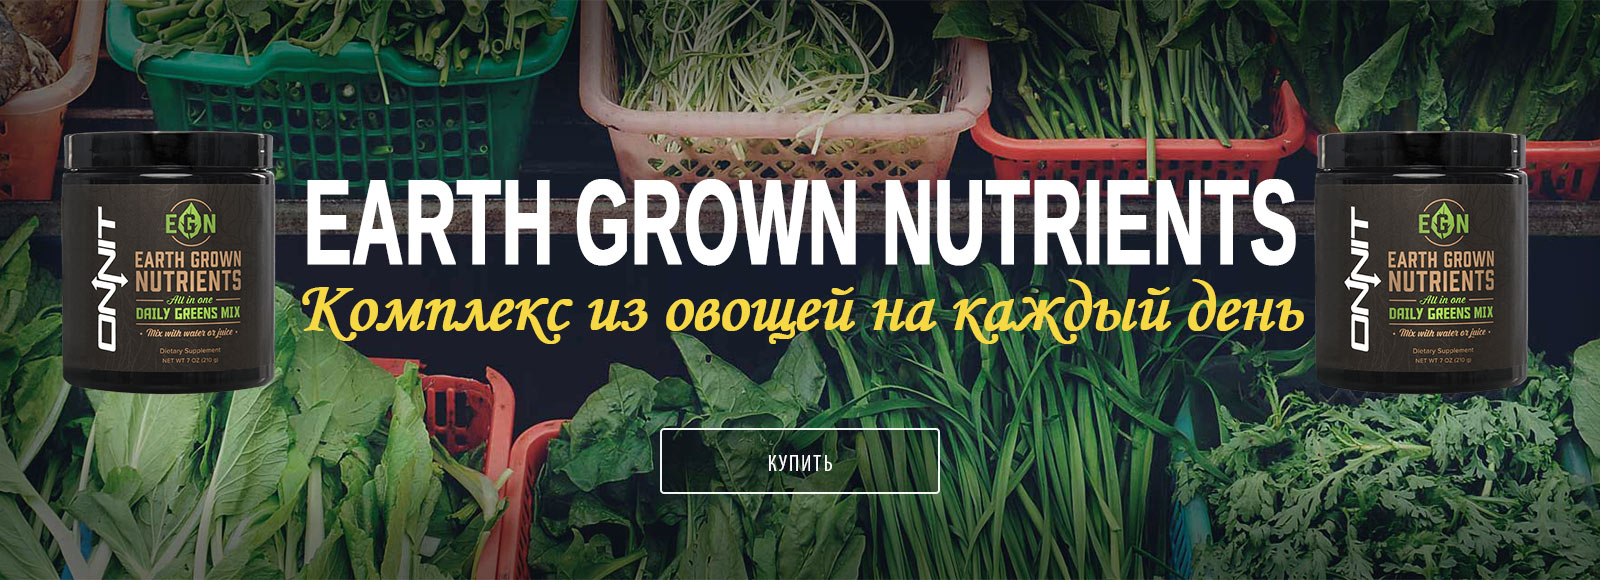 EARTH GROWN NUTRIENTS
Комплекс из овощей на каждый день
КУПИТЬ
ONNIT
EGN
EARTH GROWN
NUTRIENTS
All in one
DAILY GREENS MIX
• Mix with water or juice •
Dietary Supplement
NET WT 7 OZ (210 g)
ONNIT
EGN
EARTH GROWN
NUTRIENTS
All in one
DAILY GREENS MIX
• Mix with water or juice •
Dietary Supplement
NET WT 7 OZ (210 g)